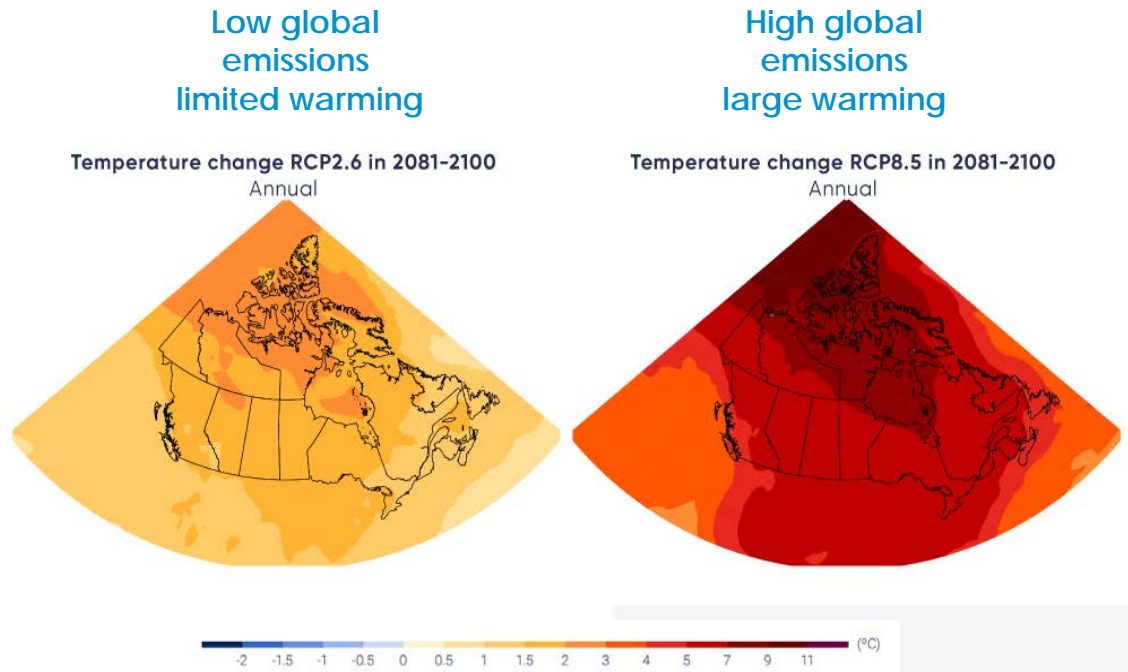 Low global
emissions
limited warming
High global
emissions
large warming
Temperature change RCP2.6 in 2081-2100
Annual
Temperature change RCP8.5 in 2081-2100
Annual
-2 -1.5 -1 -0.5 0 0.5 1 1.5 2 3 4 5 7 9 11 (ºC)